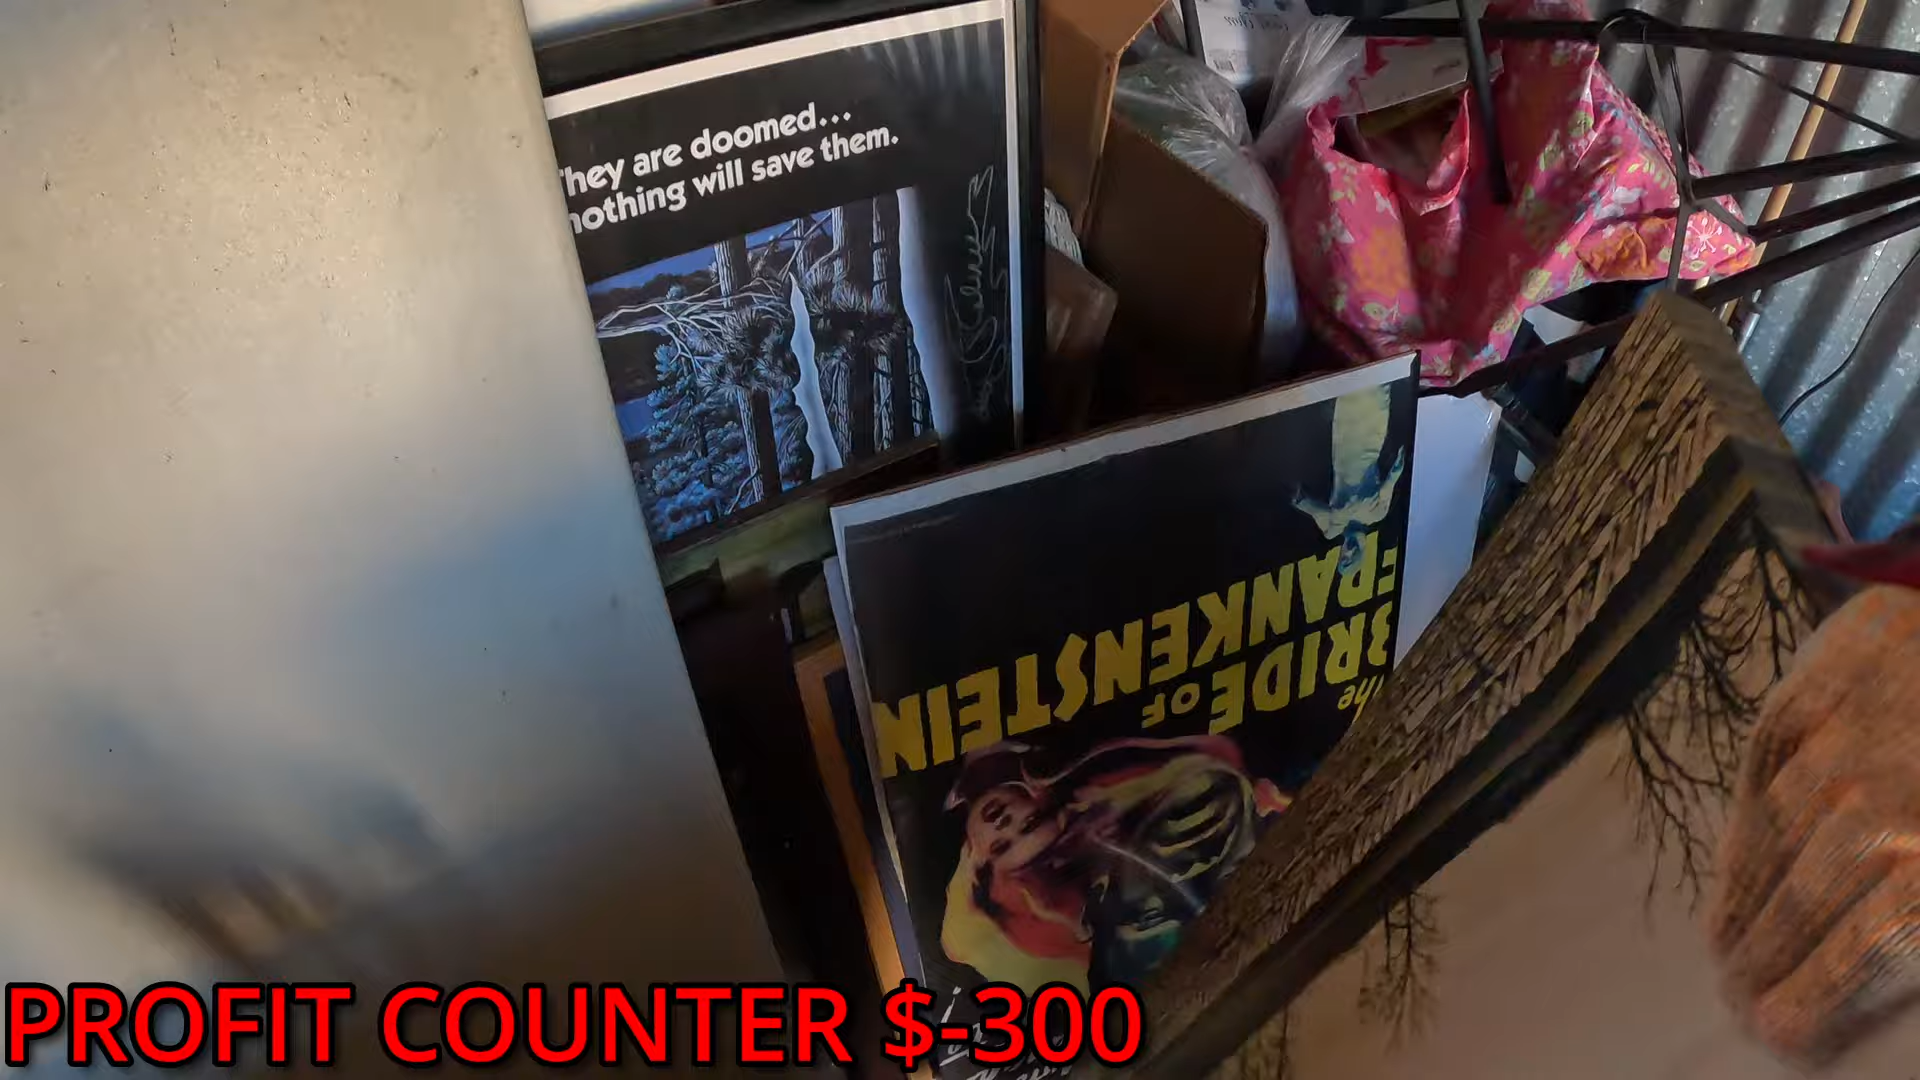 They are doomed...
nothing will save them.
The
BRIDE OF
FRANKENSTEIN
PROFIT COUNTER $-300